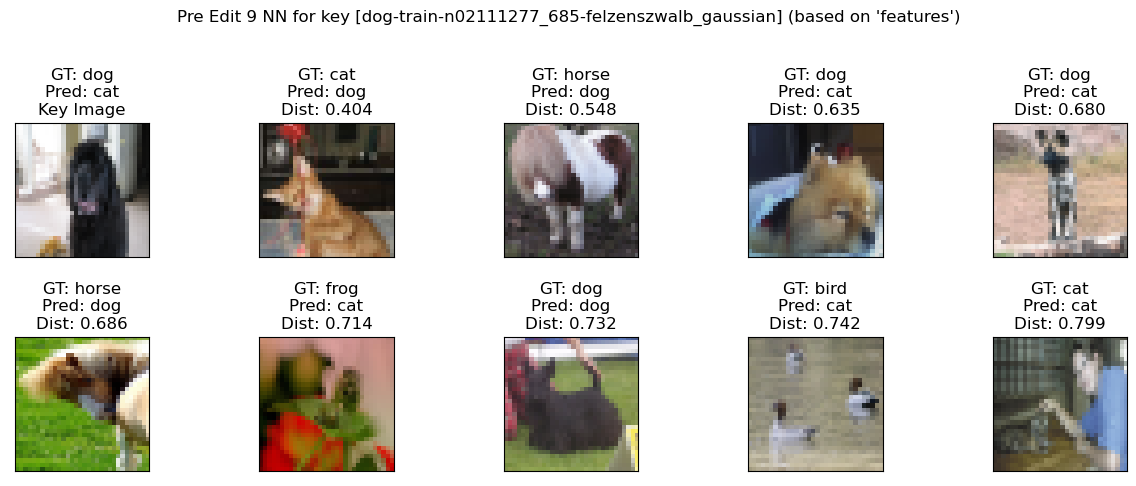 Pre Edit 9 NN for key [dog-train-n02111277_685-felzenszwalb_gaussian] (based on 'features')
GT: dog
Pred: cat
Key Image
GT: cat
Pred: dog
Dist: 0.404
GT: horse
Pred: dog
Dist: 0.548
GT: dog
Pred: cat
Dist: 0.635
GT: dog
Pred: cat
Dist: 0.680
GT: horse
Pred: dog
Dist: 0.686
GT: frog
Pred: cat
Dist: 0.714
GT: dog
Pred: dog
Dist: 0.732
GT: bird
Pred: cat
Dist: 0.742
GT: cat
Pred: cat
Dist: 0.799